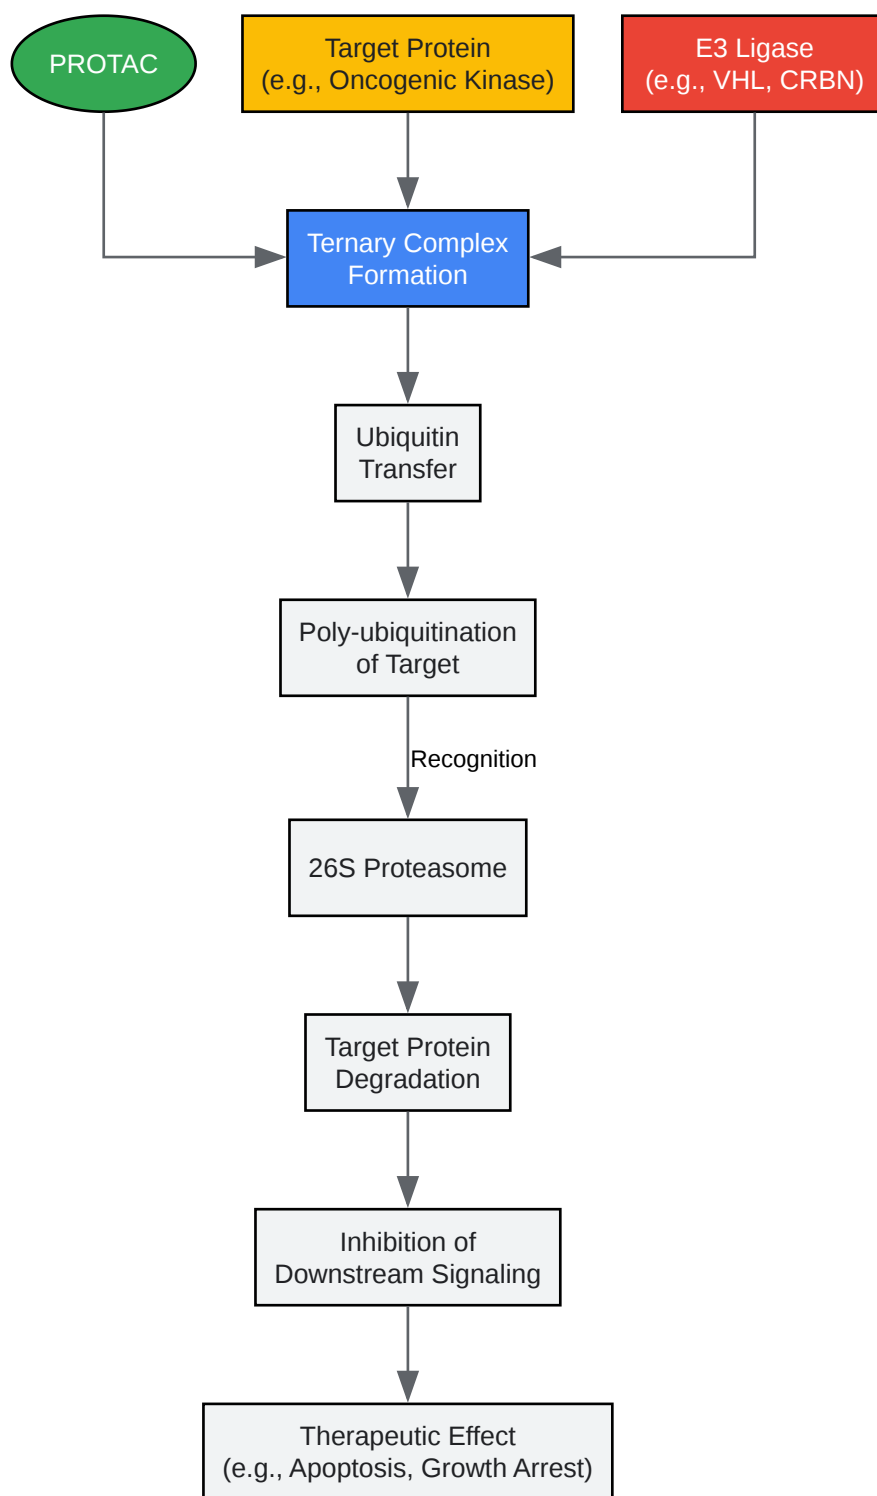 PROTAC
Target Protein
(e.g., Oncogenic Kinase)
E3 Ligase
(e.g., VHL, CRBN)
Ternary Complex
Formation
Ubiquitin
Transfer
Poly-ubiquitination
of Target
Recognition
26S Proteasome
Target Protein
Degradation
Inhibition of
Downstream Signaling
Therapeutic Effect
(e.g., Apoptosis, Growth Arrest)